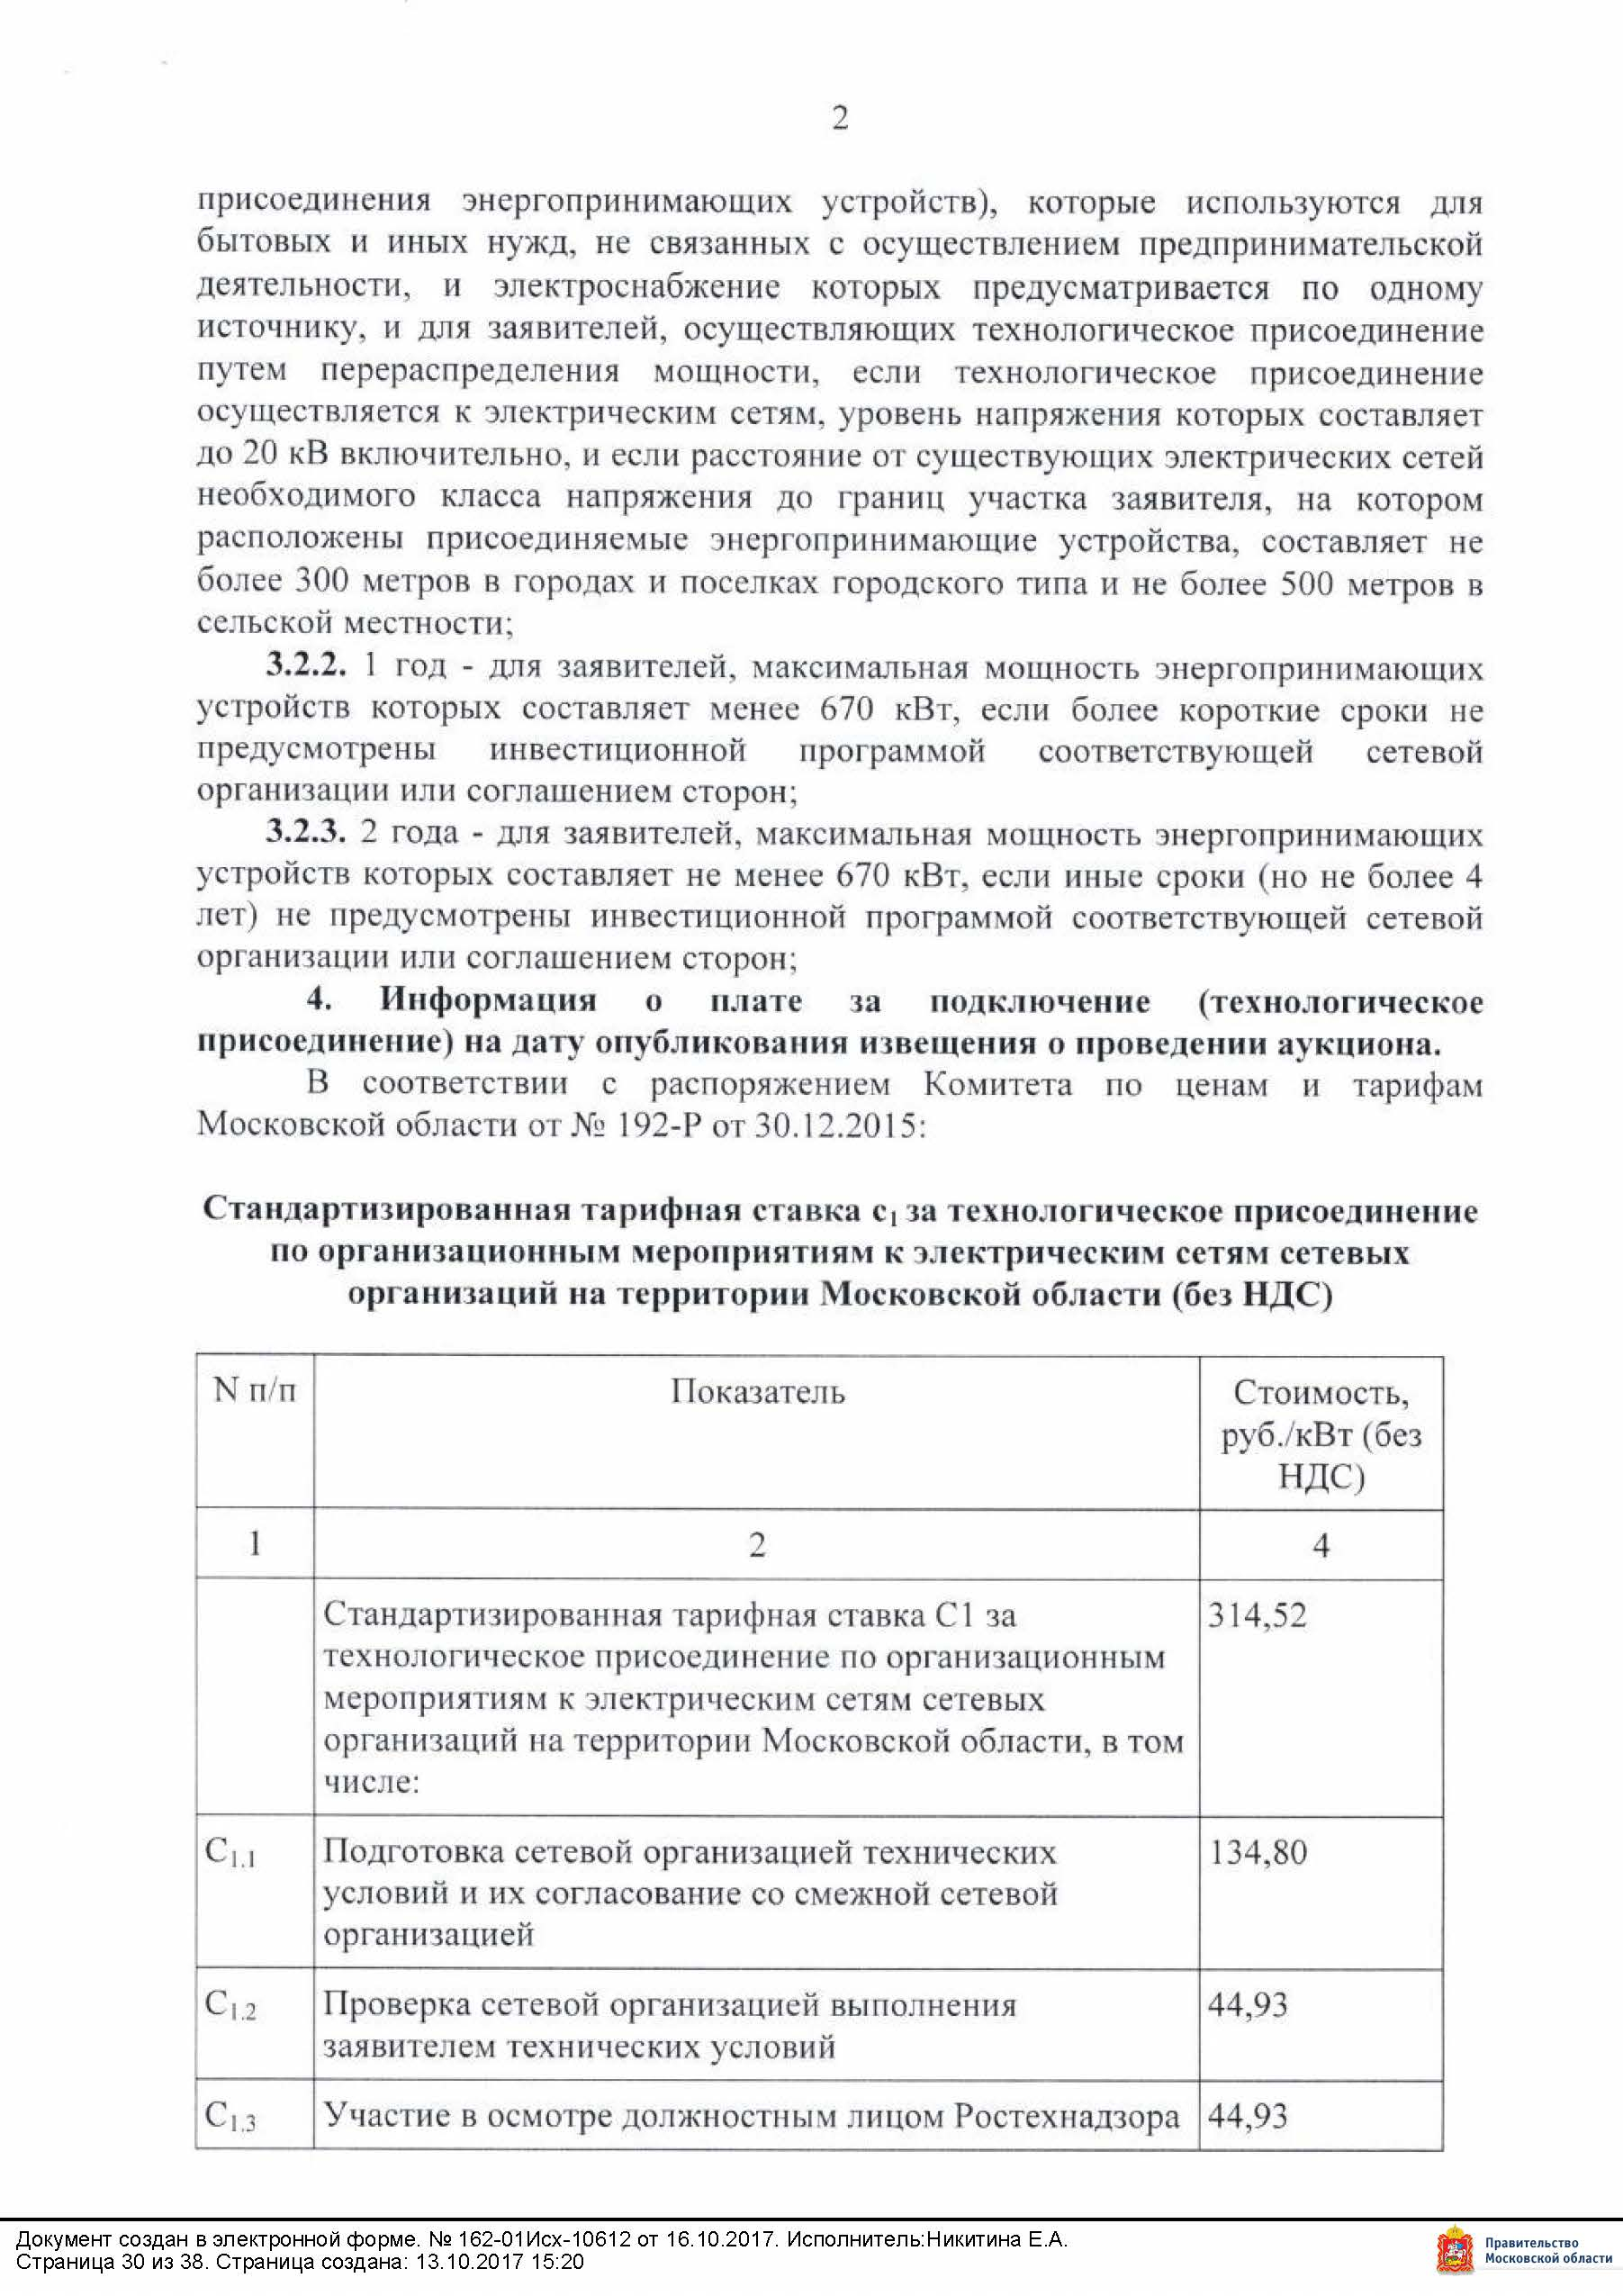 2
присоединения энергопринимающих устройств), которые используются для
бытовых и иных нужд, не связанных с осуществлением предпринимательской
деятельности, и электроснабжение которых предусматривается по одному
источнику, и для заявителей, осуществляющих технологическое присоединение
путем перераспределения мощности, если технологическое присоединение
осуществляется к электрическим сетям, уровень напряжения которых составляет
до 20 кВ включительно, и если расстояние от существующих электрических сетей
необходимого класса напряжения до границ участка заявителя, на котором
расположены присоединяемые энергопринимающие устройства, составляет не
более 300 метров в городах и поселках городского типа и не более 500 метров в
сельской местности;
3.2.2. 1 год - для заявителей, максимальная мощность энергопринимающих
устройств которых составляет менее 670 кВт, если более короткие сроки не
предусмотрены инвестиционной программой соответствующей сетевой
организации или соглашением сторон;
3.2.3. 2 года - для заявителей, максимальная мощность энергопринимающих
устройств которых составляет не менее 670 кВт, если иные сроки (но не более 4
лет) не предусмотрены инвестиционной программой соответствующей сетевой
организации или соглашением сторон;
4. Информация о плате за подключение (технологическое
присоединение) на дату опубликования извещения о проведении аукциона.
В соответствии с распоряжением Комитета по ценам и тарифам
Московской области от № 192-Р от 30.12.2015:
Стандартизированная тарифная ставка с1 за технологическое присоединение
по организационным мероприятиям к электрическим сетям сетевых
организаций на территории Московской области (без НДС)
N п/п Показатель Стоимость,
руб./кВт (без
НДС)
1 2 4
Стандартизированная тарифная ставка С1 за 314,52
технологическое присоединение по организационным
мероприятиям к электрическим сетям сетевых
организаций на территории Московской области, в том
числе:
С1.1 Подготовка сетевой организацией технических 134,80
условий и их согласование со смежной сетевой
организацией
С1.2 Проверка сетевой организацией выполнения 44,93
заявителем технических условий
С1.3 Участие в осмотре должностным лицом Ростехнадзора 44,93
Документ создан в электронной форме. № 162-01Исх-10612 от 16.10.2017. Исполнитель:Никитина Е.А.
Страница 30 из 38. Страница создана: 13.10.2017 15:20
Правительство
Московской области